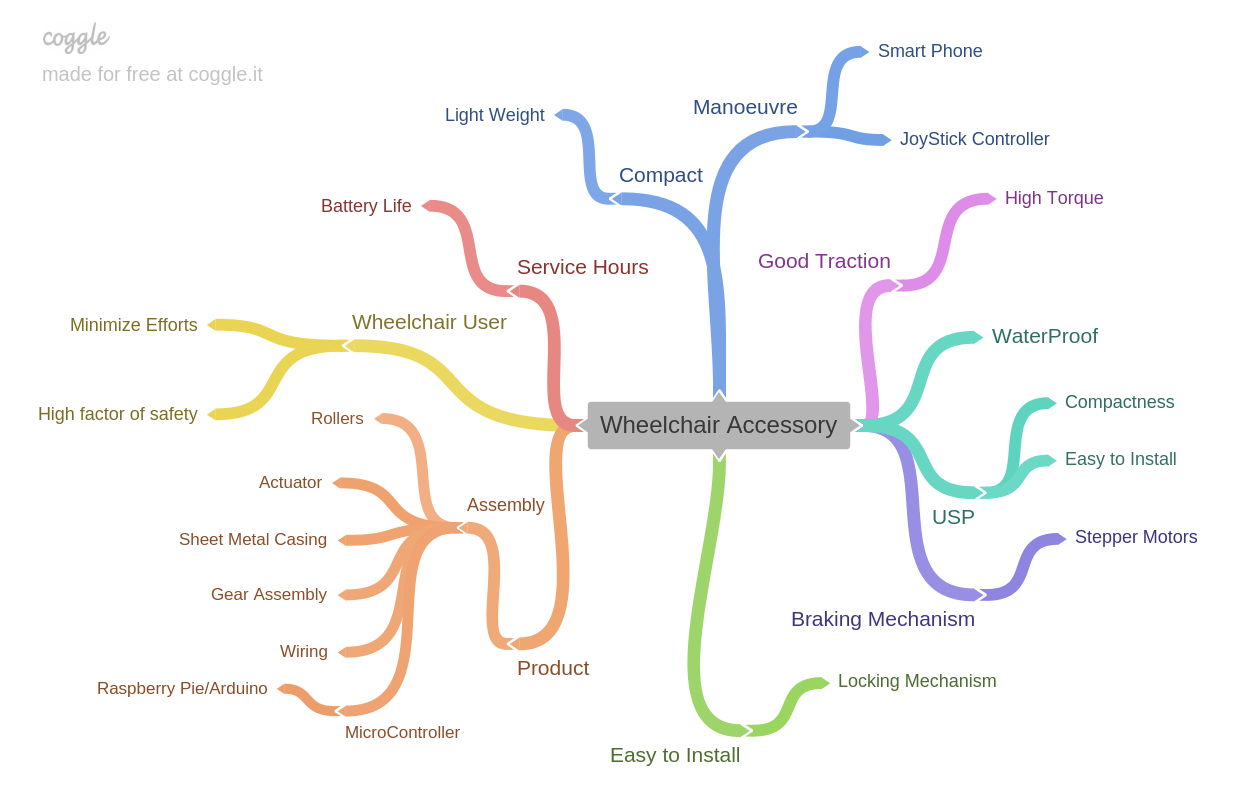 coggle
made for free at coggle.it
Smart Phone
Manoeuvre
JoyStick Controller
Light Weight
Compact
High Torque
Good Traction
Battery Life
Service Hours
Wheelchair User
Minimize Efforts
High factor of safety
WaterProof
Compactness
Easy to Install
USP
Wheelchair Accessory
Rollers
Actuator
Assembly
Sheet Metal Casing
Gear Assembly
Wiring
Raspberry Pie/Arduino
MicroController
Product
Stepper Motors
Braking Mechanism
Locking Mechanism
Easy to Install